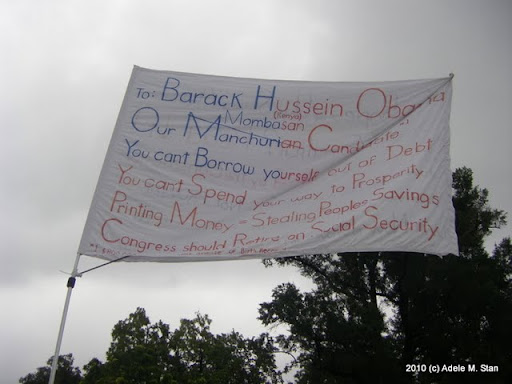 To: Barack Hussein Obama
(Kenya)
Mombasan
Our Manchurian Candidate"
You cant Borrow yourself out of Debt
You can't Spend your way to Prosperity
Printing Money = Stealing Peoples Savings
Congress should Retire on Social Security
2010 (c) Adele M. Stan